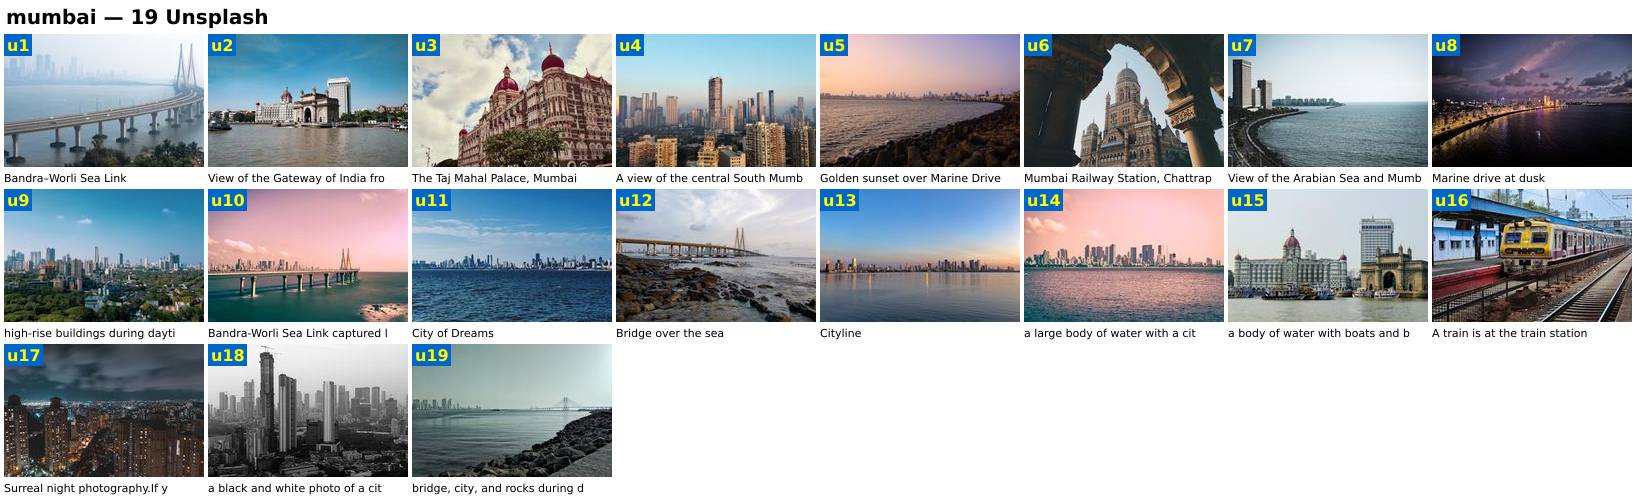 mumbai — 19 Unsplash
u1 u2 u3 u4 u5 u6 u7 u8
Bandra–Worli Sea Link View of the Gateway of India fro The Taj Mahal Palace, Mumbai A view of the central South Mumb Golden sunset over Marine Drive Mumbai Railway Station, Chattrap View of the Arabian Sea and Mumb Marine drive at dusk
u9 u10 u11 u12 u13 u14 u15 u16
high-rise buildings during dayti Bandra-Worli Sea Link captured l City of Dreams Bridge over the sea Cityline a large body of water with a cit a body of water with boats and b A train is at the train station
u17 u18 u19
Surreal night photography.If y a black and white photo of a cit bridge, city, and rocks during d